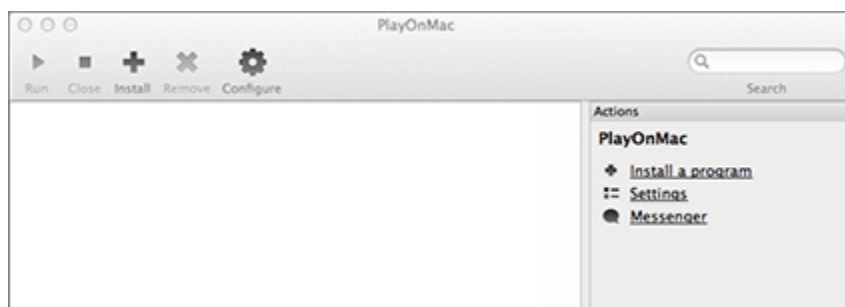 PlayOnMac
Run Close Install Remove Configure
Search
Actions
PlayOnMac
Install a program
Settings
Messenger